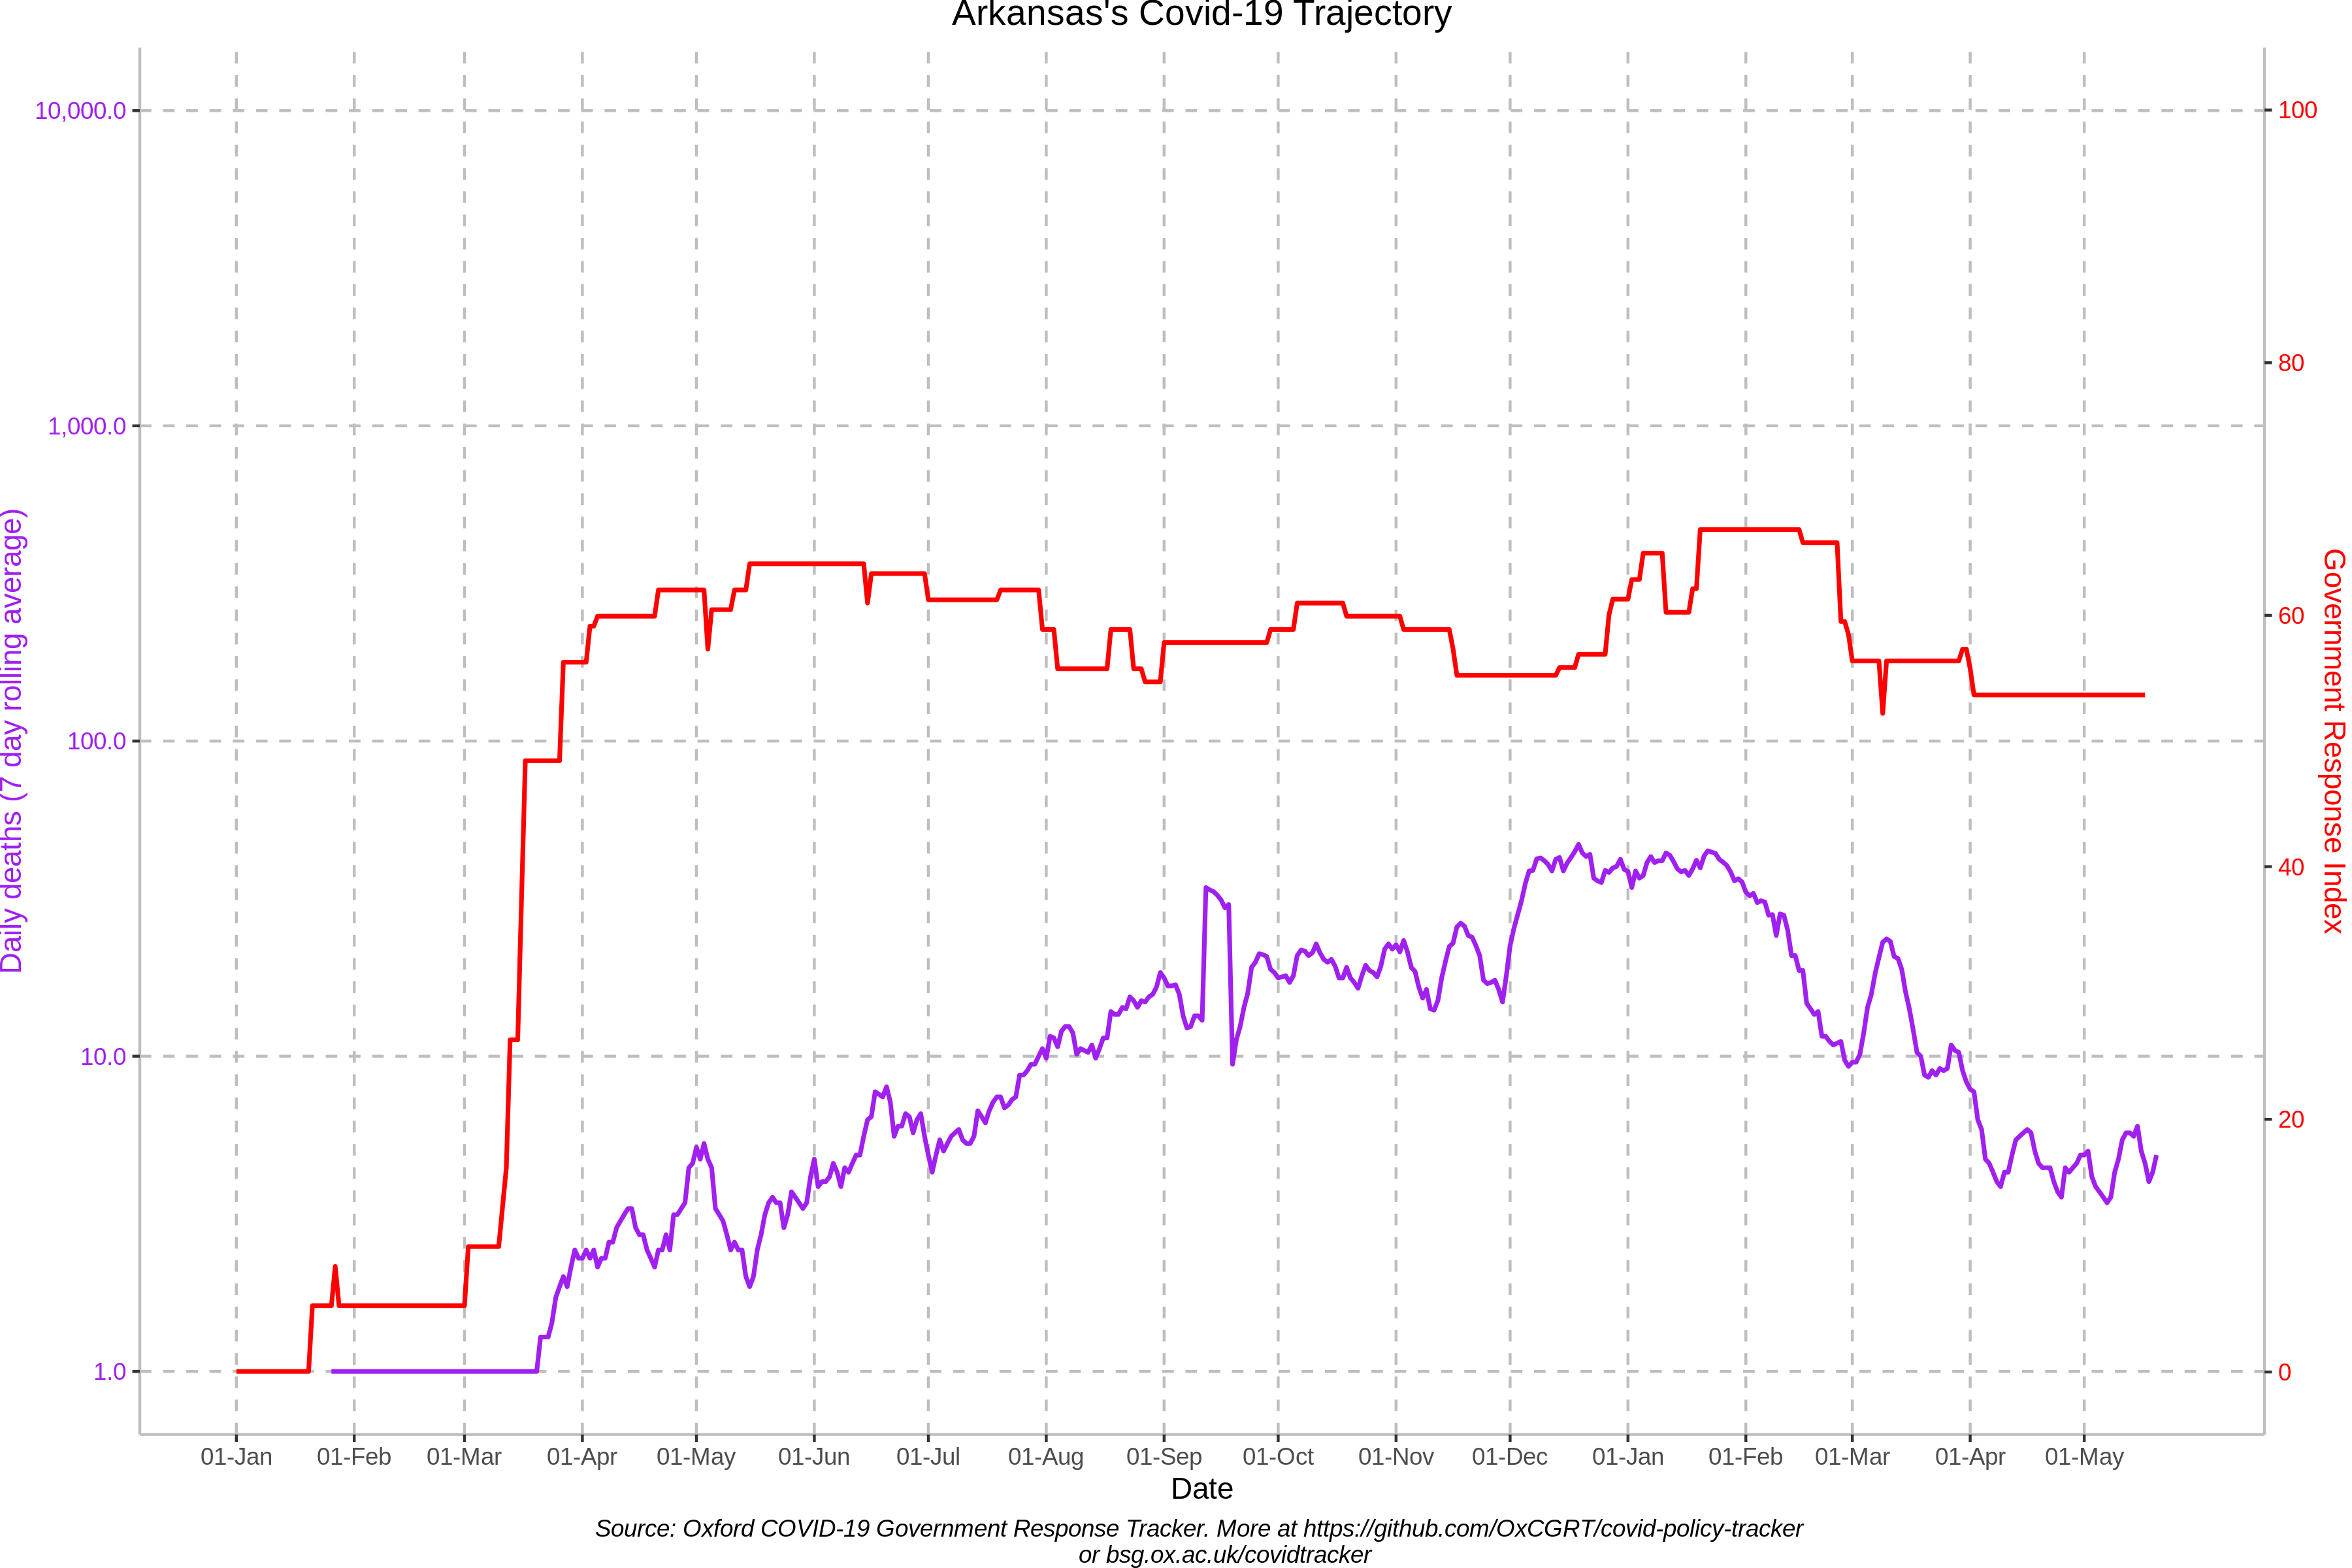 Arkansas's Covid-19 Trajectory
10,000.0
1,000.0
100.0
10.0
1.0
Daily deaths (7 day rolling average)
100
80
60
40
20
0
Government Response Index
01-Jan 01-Feb 01-Mar 01-Apr 01-May 01-Jun 01-Jul 01-Aug 01-Sep 01-Oct 01-Nov 01-Dec 01-Jan 01-Feb 01-Mar 01-Apr 01-May
Date
Source: Oxford COVID-19 Government Response Tracker. More at https://github.com/OxCGRT/covid-policy-tracker
or bsg.ox.ac.uk/covidtracker